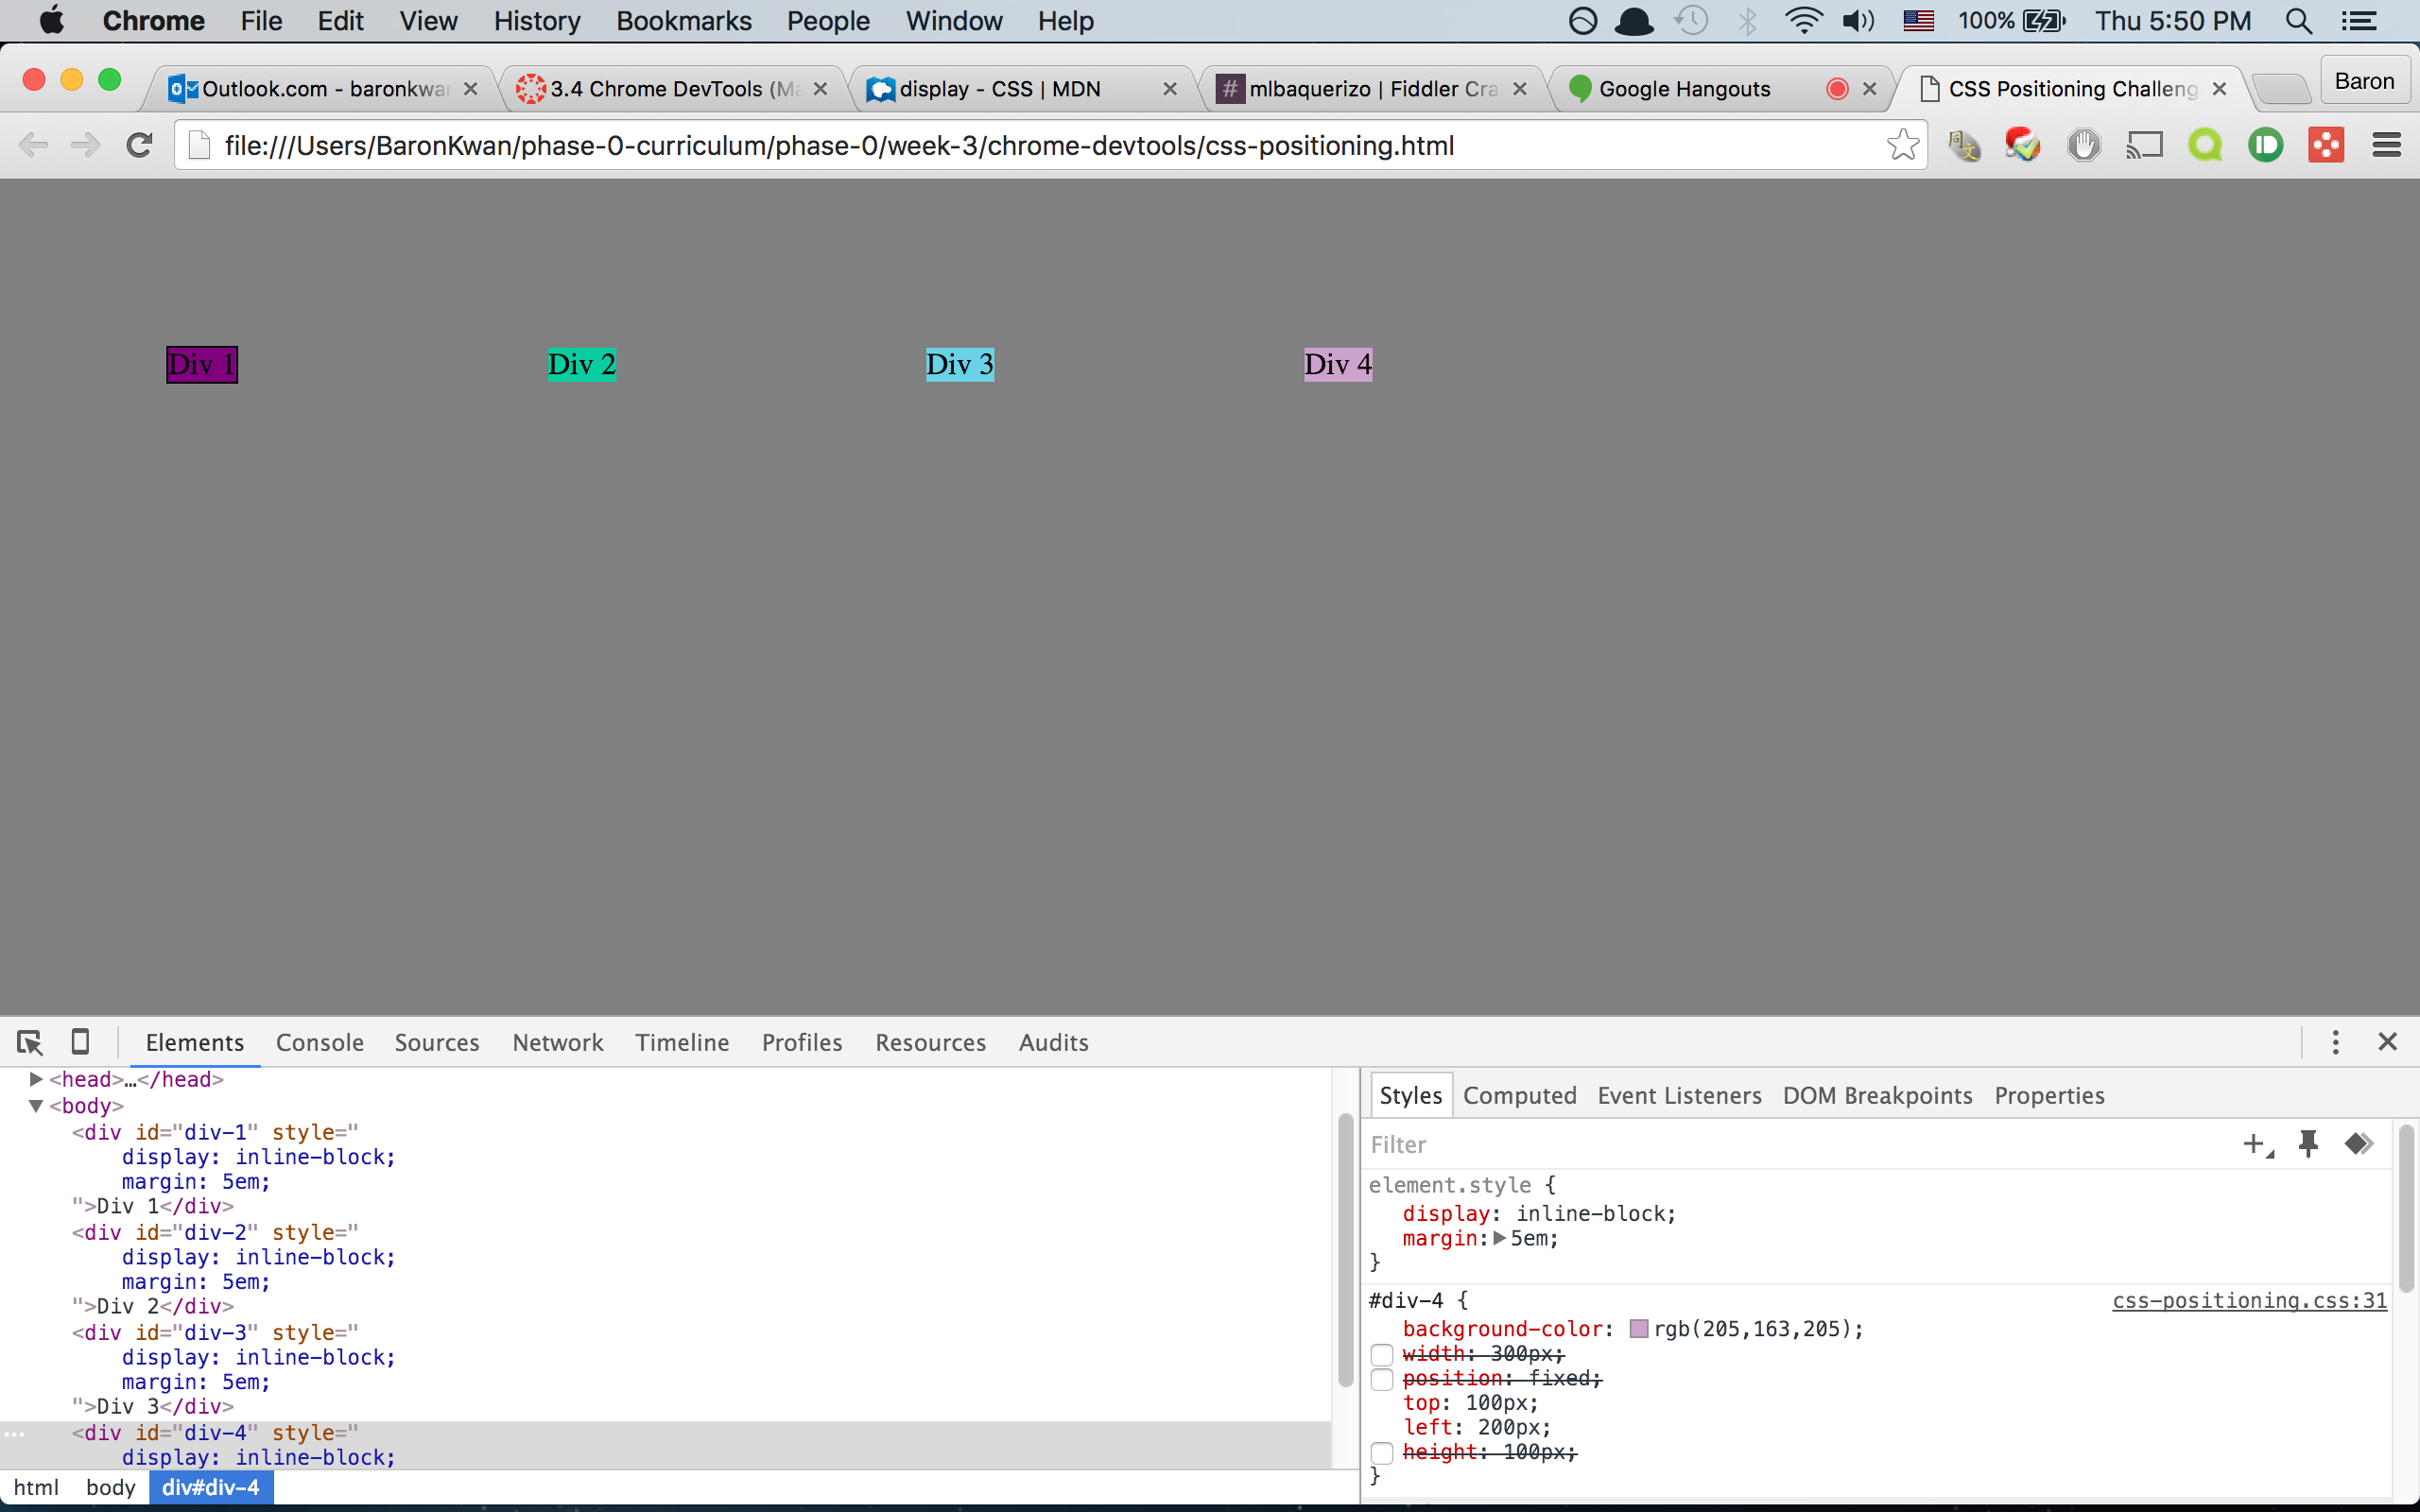 Chrome File Edit View History Bookmarks People Window Help 100% Thu 5:50 PM
Outlook.com - baronkwan 3.4 Chrome DevTools (Ma display - CSS | MDN # mlbaquerizo | Fiddler Cra Google Hangouts CSS Positioning Challeng Baron
file:///Users/BaronKwan/phase-0-curriculum/phase-0/week-3/chrome-devtools/css-positioning.html
Div 1 Div 2 Div 3 Div 4
Elements Console Sources Network Timeline Profiles Resources Audits
<head>…</head>
<body>
<div id="div-1" style="
display: inline-block;
margin: 5em;
">Div 1</div>
<div id="div-2" style="
display: inline-block;
margin: 5em;
">Div 2</div>
<div id="div-3" style="
display: inline-block;
margin: 5em;
">Div 3</div>
<div id="div-4" style="
display: inline-block;
html body div#div-4
Styles Computed Event Listeners DOM Breakpoints Properties
Filter
element.style {
display: inline-block;
margin: 5em;
}
#div-4 { css-positioning.css:31
background-color: rgb(205,163,205);
width: 300px;
position: fixed;
top: 100px;
left: 200px;
height: 100px;
}